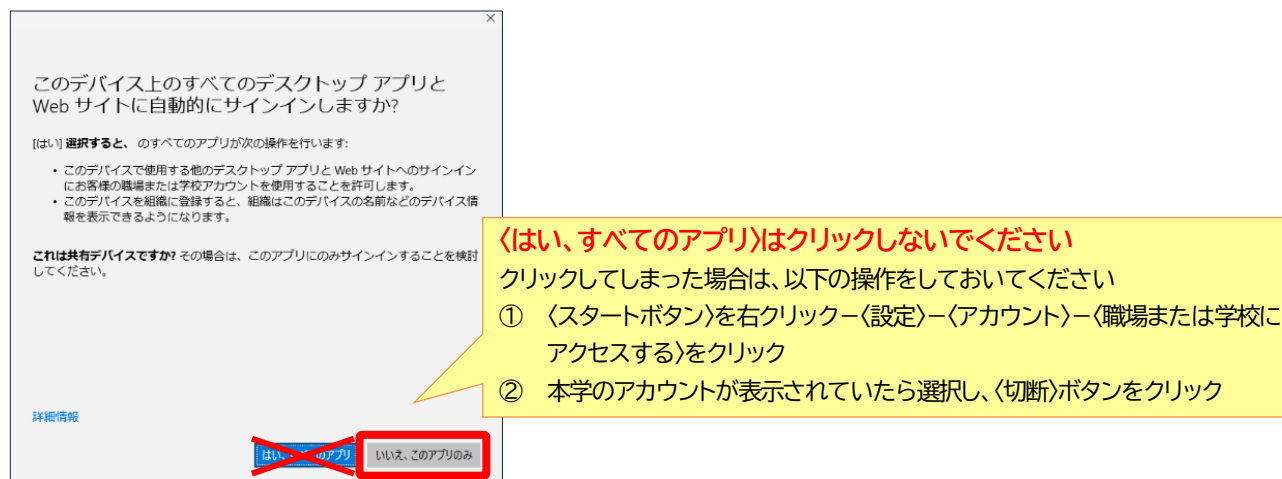 ×
このデバイス上のすべてのデスクトップ アプリと
Web サイトに自動的にサインインしますか?
[はい] 選択すると、 のすべてのアプリが次の操作を行います:
• このデバイスで使用する他のデスクトップ アプリと Web サイトへのサインイン
にお客様の職場または学校アカウントを使用することを許可します。
• このデバイスを組織に登録すると、組織はこのデバイスの名前などのデバイス情
報を表示できるようになります。
これは共有デバイスですか? その場合は、このアプリにのみサインインすることを検討
してください。
〈はい、すべてのアプリ〉はクリックしないでください
クリックしてしまった場合は、以下の操作をしておいてください
① 〈スタートボタン〉を右クリック－〈設定〉－〈アカウント〉－〈職場または学校に
アクセスする〉をクリック
② 本学のアカウントが表示されていたら選択し、〈切断〉ボタンをクリック
詳細情報
はい、 のアプリ
いいえ、このアプリのみ